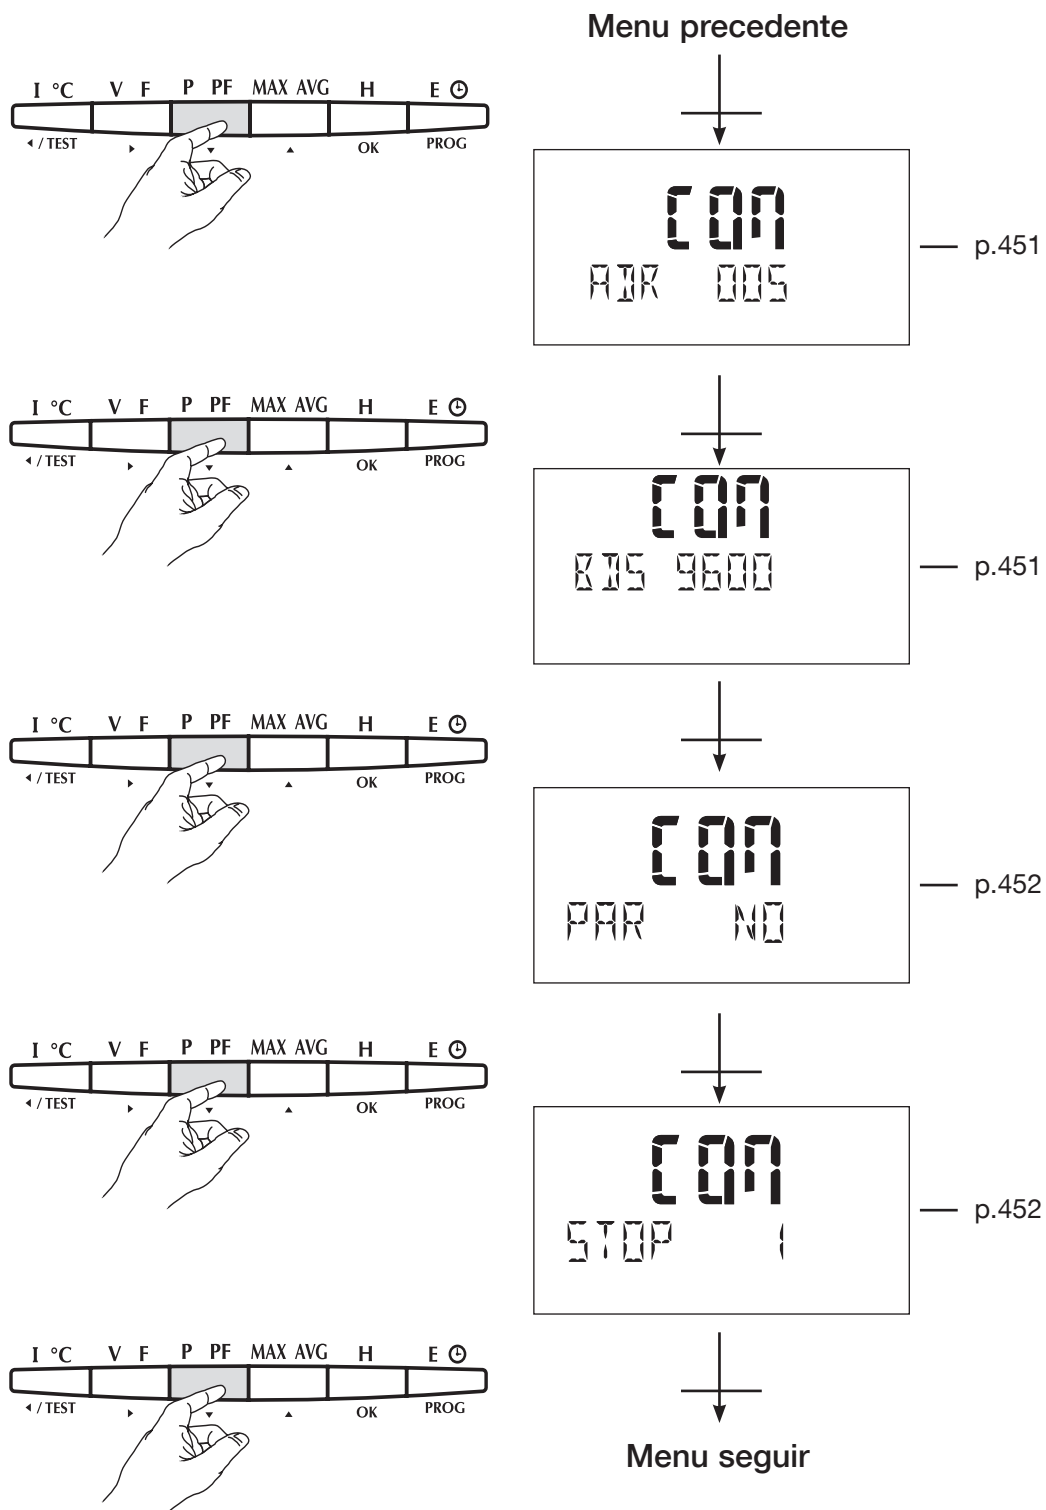 Menu precedente
I °C V F P PF MAX AVG H E
◂ / TEST ▸ ▾ ▴ OK PROG
COM
ADR 005
p.451
I °C V F P PF MAX AVG H E
◂ / TEST ▸ ▾ ▴ OK PROG
COM
BDS 9600
p.451
I °C V F P PF MAX AVG H E
◂ / TEST ▸ ▾ ▴ OK PROG
COM
PAR NO
p.452
I °C V F P PF MAX AVG H E
◂ / TEST ▸ ▾ ▴ OK PROG
COM
STOP 1
p.452
I °C V F P PF MAX AVG H E
◂ / TEST ▸ ▾ ▴ OK PROG
Menu seguir